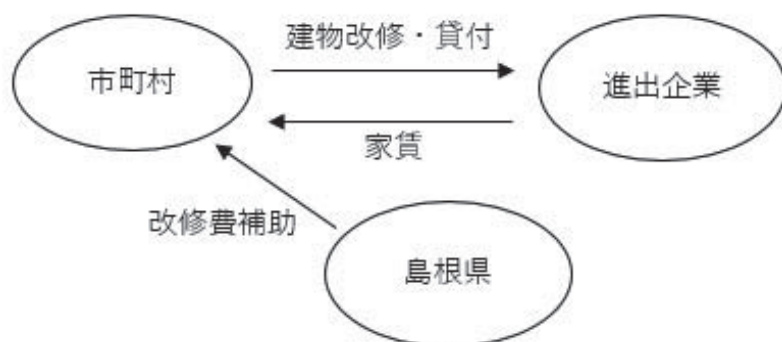 建物改修・貸付
市町村
進出企業
家賃
改修費補助
島根県